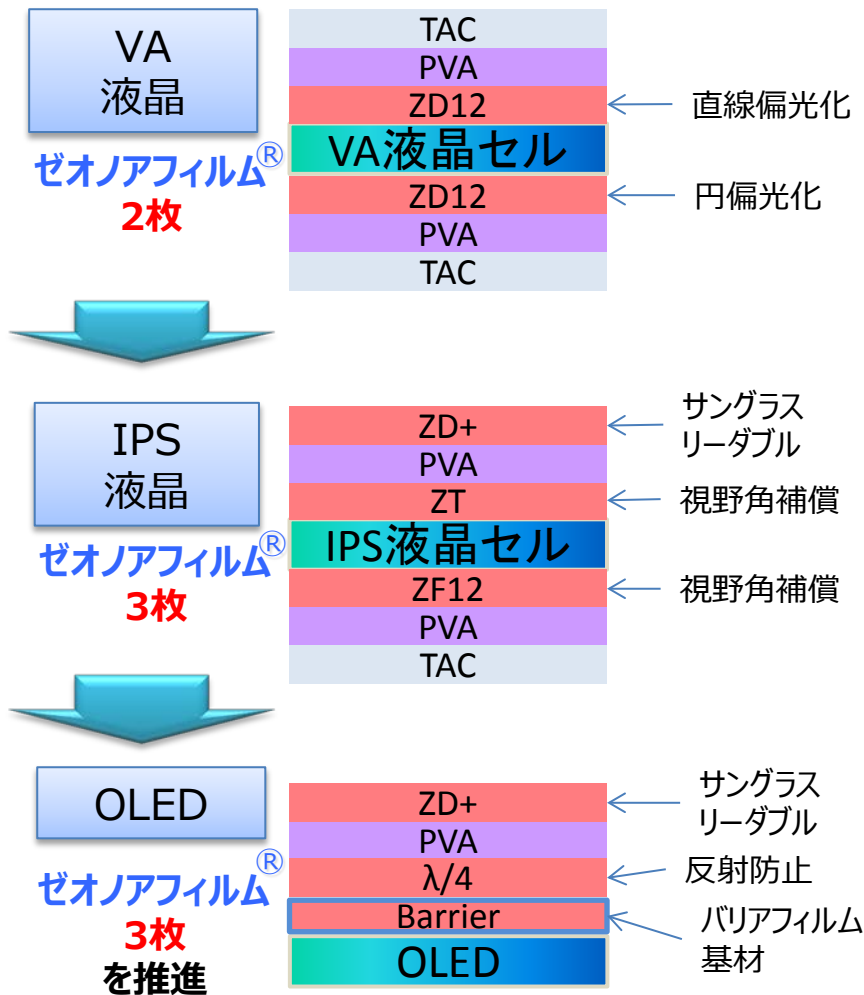 VA
液晶
ゼオノアフィルム®
2枚
TAC
PVA
ZD12
直線偏光化
VA液晶セル
ZD12
円偏光化
PVA
TAC
IPS
液晶
ゼオノアフィルム®
3枚
ZD+
サングラス
リーダブル
PVA
ZT
視野角補償
IPS液晶セル
ZF12
視野角補償
PVA
TAC
OLED
ゼオノアフィルム®
3枚
を推進
ZD+
サングラス
リーダブル
PVA
λ/4
反射防止
Barrier
バリアフィルム
基材
OLED